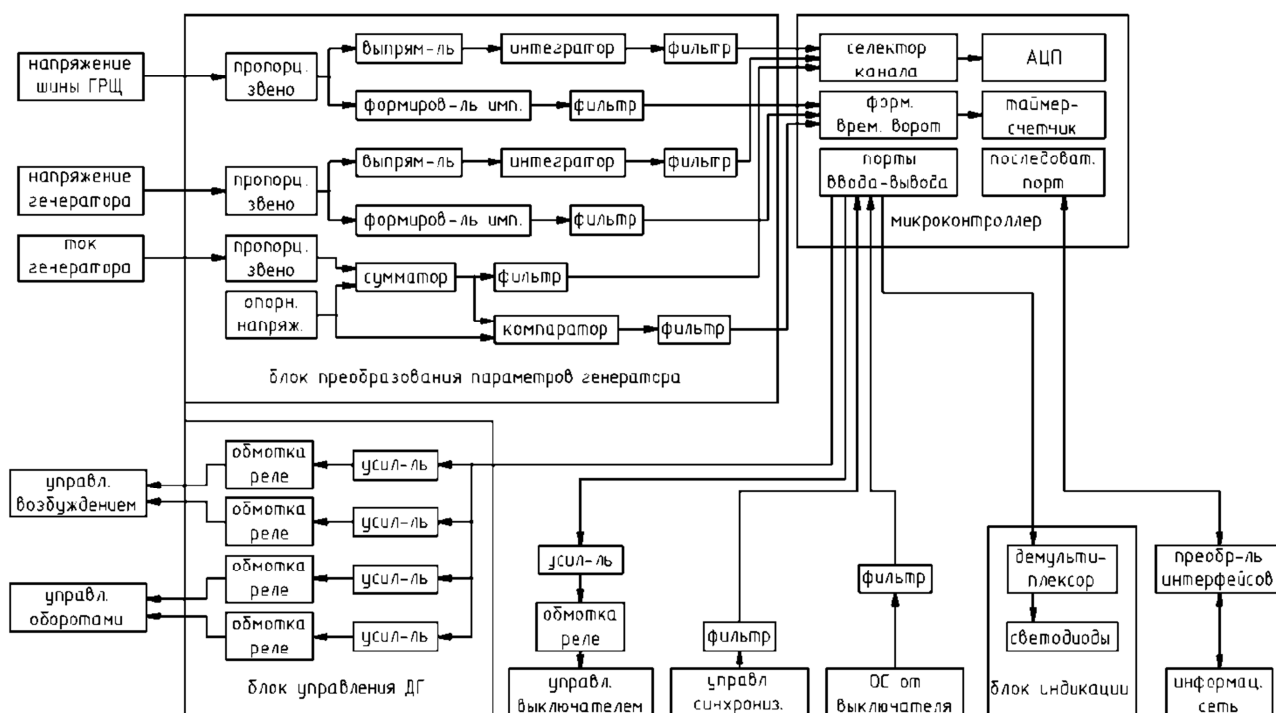 напряжение
шины ГРЩ
пропорц.
звено
выпрям-ль
интегратор
фильтр
формиров-ль имп.
фильтр
напряжение
генератора
пропорц.
звено
выпрям-ль
интегратор
фильтр
формиров-ль имп.
фильтр
ток
генератора
пропорц.
звено
опорн.
напряж.
сумматор
фильтр
компаратор
фильтр
блок преобразования параметров генератора
селектор
канала
АЦП
форм.
врем. ворот
таймер-
счетчик
порты
ввода-вывода
последоват.
порт
микроконтроллер
управл.
возбуждением
обмотка
реле
усил-ль
обмотка
реле
усил-ль
управл.
оборотами
обмотка
реле
усил-ль
обмотка
реле
усил-ль
блок управления ДГ
усил-ль
обмотка
реле
управл.
выключателем
фильтр
управл
синхрониз.
фильтр
ОС от
выключателя
демульти-
плексор
светодиоды
блок индикации
преобр-ль
интерфейсов
информац.
сеть